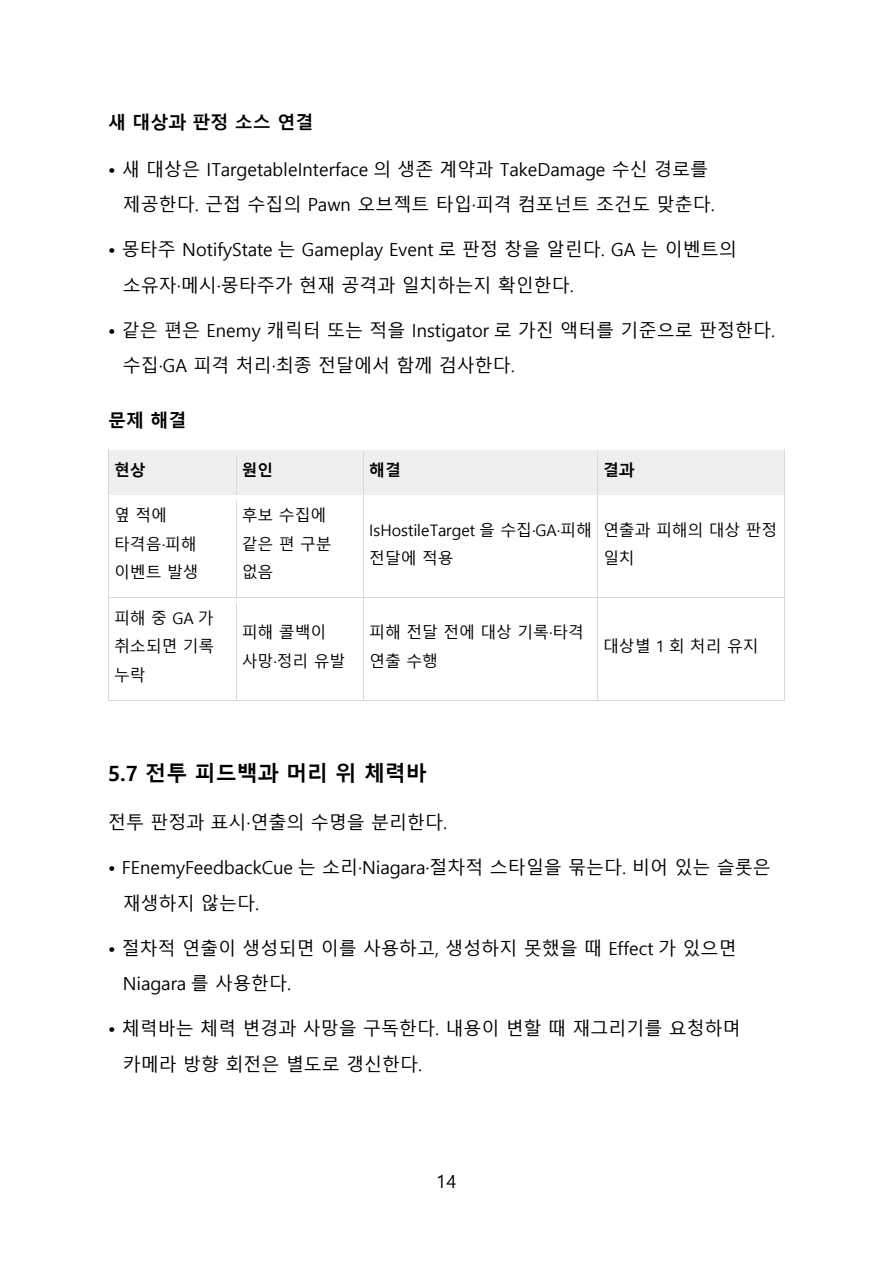 새 대상과 판정 소스 연결
• 새 대상은 ITargetableInterface 의 생존 계약과 TakeDamage 수신 경로를
제공한다. 근접 수집의 Pawn 오브젝트 타입·피격 컴포넌트 조건도 맞춘다.
• 몽타주 NotifyState 는 Gameplay Event 로 판정 창을 알린다. GA 는 이벤트의
소유자·메시·몽타주가 현재 공격과 일치하는지 확인한다.
• 같은 편은 Enemy 캐릭터 또는 적을 Instigator 로 가진 액터를 기준으로 판정한다.
수집·GA 피격 처리·최종 전달에서 함께 검사한다.
문제 해결
현상 원인 해결 결과
옆 적에
타격음·피해
이벤트 발생
후보 수집에
같은 편 구분
없음
IsHostileTarget 을 수집·GA·피해
전달에 적용
연출과 피해의 대상 판정
일치
피해 중 GA 가
취소되면 기록
누락
피해 콜백이
사망·정리 유발
피해 전달 전에 대상 기록·타격
연출 수행
대상별 1 회 처리 유지
5.7 전투 피드백과 머리 위 체력바
전투 판정과 표시·연출의 수명을 분리한다.
• FEnemyFeedbackCue 는 소리·Niagara·절차적 스타일을 묶는다. 비어 있는 슬롯은
재생하지 않는다.
• 절차적 연출이 생성되면 이를 사용하고, 생성하지 못했을 때 Effect 가 있으면
Niagara 를 사용한다.
• 체력바는 체력 변경과 사망을 구독한다. 내용이 변할 때 재그리기를 요청하며
카메라 방향 회전은 별도로 갱신한다.
14